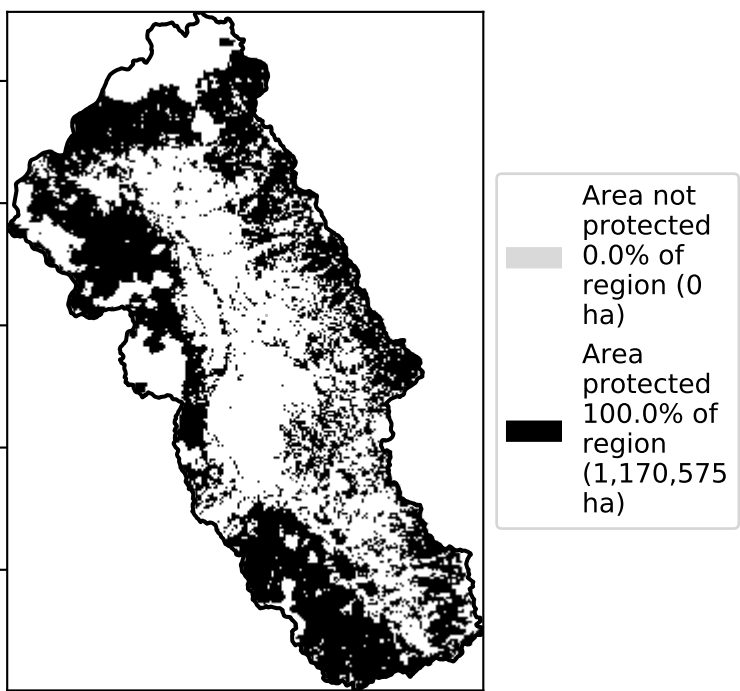 Area not
protected
0.0% of
region (0
ha)
Area
protected
100.0% of
region
(1,170,575
ha)